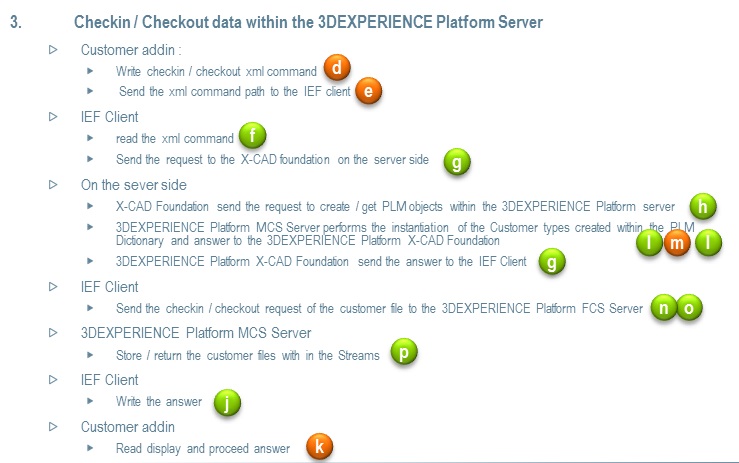 3. Checkin / Checkout data within the 3DEXPERIENCE Platform Server
Customer addin :
Write checkin / checkout xml command d
Send the xml command path to the IEF client e
IEF Client
read the xml command f
Send the request to the X-CAD foundation on the server side g
On the sever side
X-CAD Foundation send the request to create / get PLM objects within the 3DEXPERIENCE Platform server h
3DEXPERIENCE Platform MCS Server performs the instantiation of the Customer types created within the PLM
Dictionary and answer to the 3DEXPERIENCE Platform X-CAD Foundation l m l
3DEXPERIENCE Platform X-CAD Foundation send the answer to the IEF Client g
IEF Client
Send the checkin / checkout request of the customer file to the 3DEXPERIENCE Platform FCS Server n o
3DEXPERIENCE Platform MCS Server
Store / return the customer files with in the Streams p
IEF Client
Write the answer j
Customer addin
Read display and proceed answer k